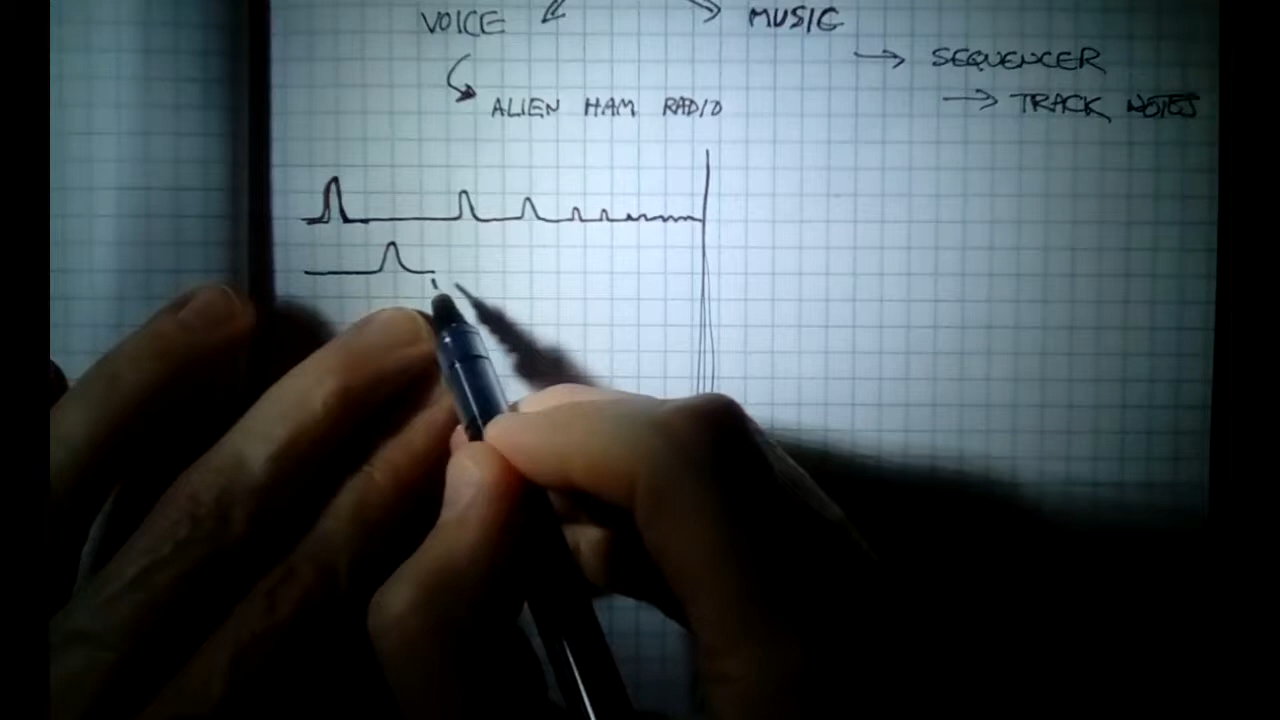 VOICE
MUSIC
SEQUENCER
TRACK NOTES
ALIEN HAM RADIO